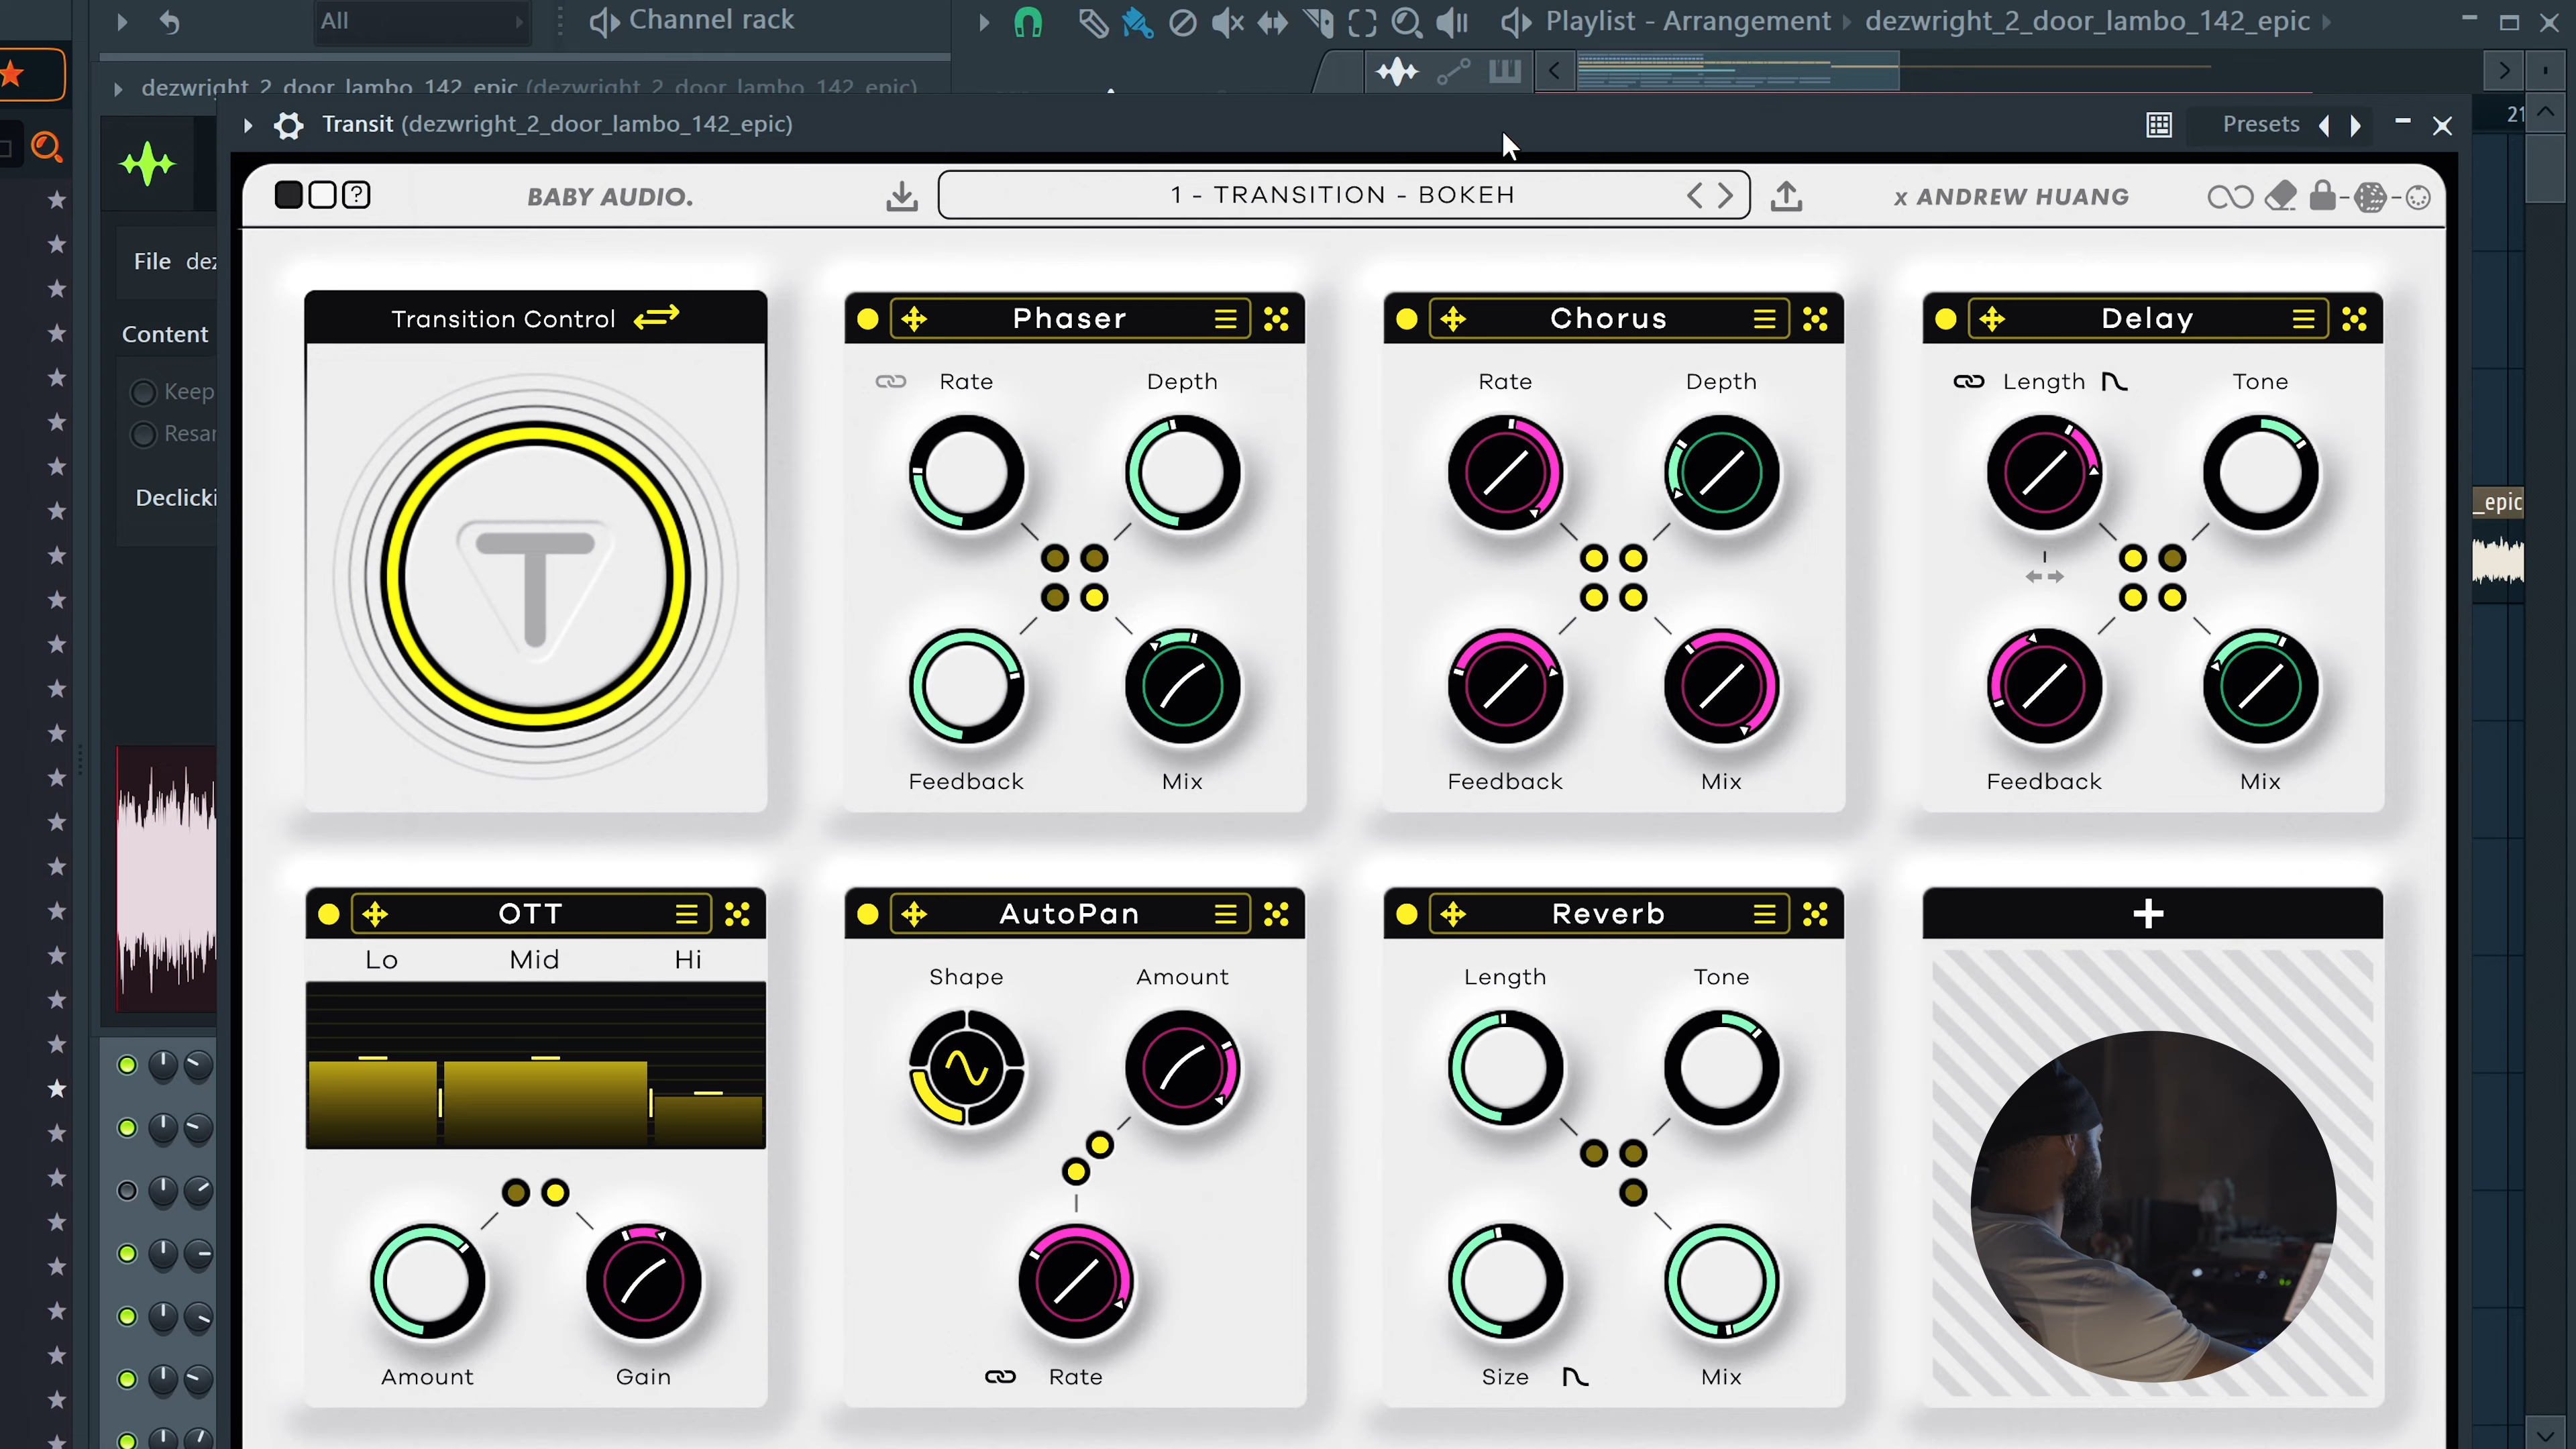 All
Channel rack
Playlist - Arrangement
dezwright_2_door_lambo_142_epic
dezwright_2_door_lambo_142_epic (dezwright_2_door_lambo_142_epic)
Transit (dezwright_2_door_lambo_142_epic)
Presets
21
?
BABY AUDIO.
1 - TRANSITION - BOKEH
x ANDREW HUANG
File dez
Content
Keep
Resar
Declicki
_epic
Transition Control
T
Phaser
Rate
Depth
Feedback
Mix
Chorus
Rate
Depth
Feedback
Mix
Delay
Length
Tone
Feedback
Mix
OTT
Lo
Mid
Hi
Amount
Gain
AutoPan
Shape
Amount
Rate
Reverb
Length
Tone
Size
Mix
+